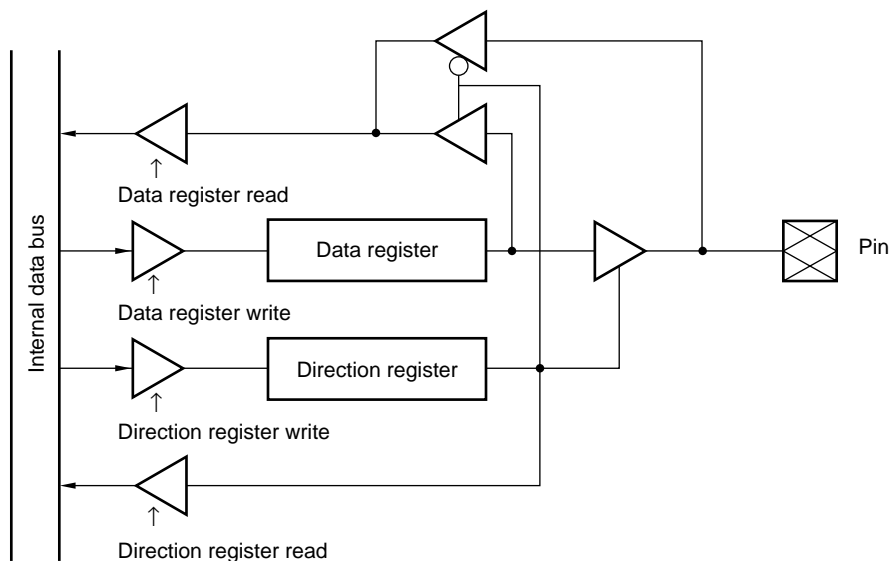 Internal data bus
Data register read
Data register
Pin
Data register write
Direction register
Direction register write
Direction register read